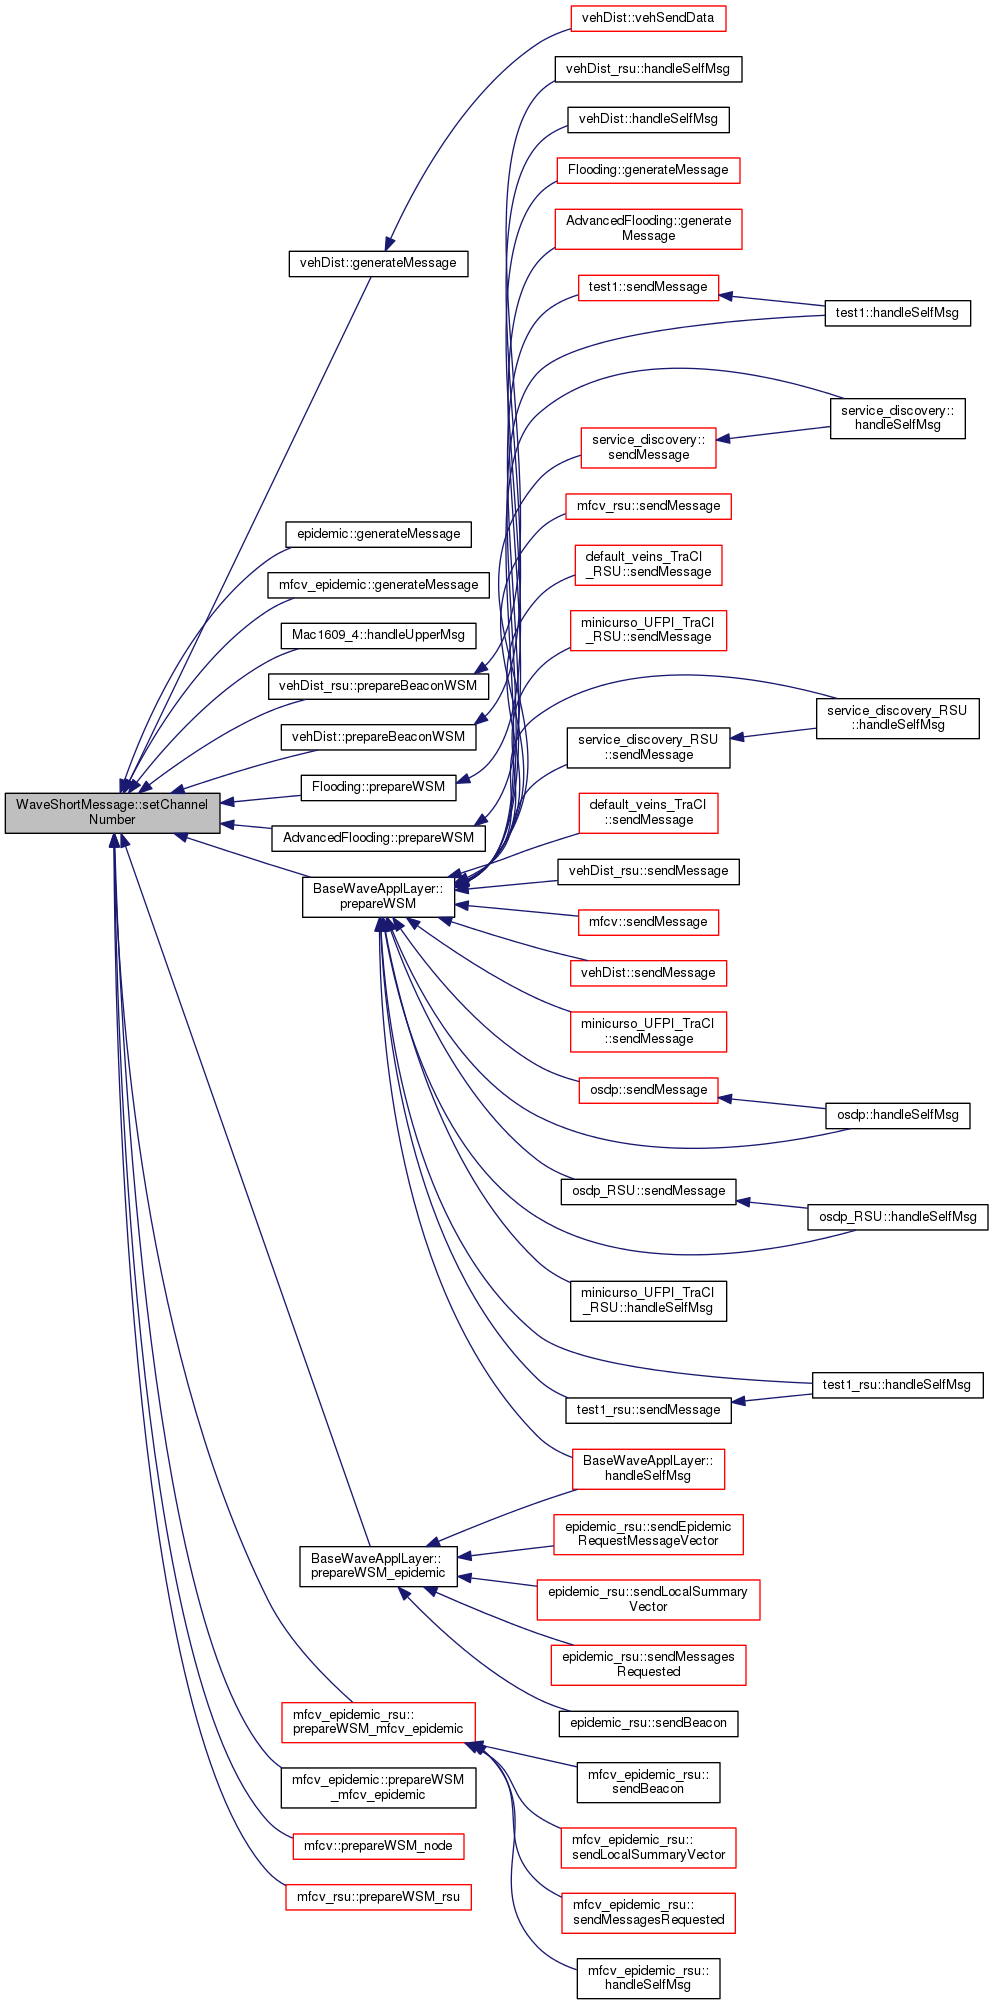 vehDist::vehSendData
vehDist_rsu::handleSelfMsg
vehDist::handleSelfMsg
Flooding::generateMessage
AdvancedFlooding::generate
Message
vehDist::generateMessage
test1::sendMessage
test1::handleSelfMsg
service_discovery::
handleSelfMsg
service_discovery::
sendMessage
mfcv_rsu::sendMessage
epidemic::generateMessage
default_veins_TraCI
_RSU::sendMessage
mfcv_epidemic::generateMessage
minicurso_UFPI_TraCI
_RSU::sendMessage
Mac1609_4::handleUpperMsg
vehDist_rsu::prepareBeaconWSM
service_discovery_RSU
::handleSelfMsg
vehDist::prepareBeaconWSM
service_discovery_RSU
::sendMessage
Flooding::prepareWSM
WaveShortMessage::setChannel
Number
default_veins_TraCI
::sendMessage
AdvancedFlooding::prepareWSM
vehDist_rsu::sendMessage
BaseWaveApplLayer::
prepareWSM
mfcv::sendMessage
vehDist::sendMessage
minicurso_UFPI_TraCI
::sendMessage
osdp::sendMessage
osdp::handleSelfMsg
osdp_RSU::sendMessage
osdp_RSU::handleSelfMsg
minicurso_UFPI_TraCI
_RSU::handleSelfMsg
test1_rsu::handleSelfMsg
test1_rsu::sendMessage
BaseWaveApplLayer::
handleSelfMsg
epidemic_rsu::sendEpidemic
RequestMessageVector
BaseWaveApplLayer::
prepareWSM_epidemic
epidemic_rsu::sendLocalSummary
Vector
epidemic_rsu::sendMessages
Requested
epidemic_rsu::sendBeacon
mfcv_epidemic_rsu::
prepareWSM_mfcv_epidemic
mfcv_epidemic_rsu::
sendBeacon
mfcv_epidemic::prepareWSM
_mfcv_epidemic
mfcv::prepareWSM_node
mfcv_epidemic_rsu::
sendLocalSummaryVector
mfcv_rsu::prepareWSM_rsu
mfcv_epidemic_rsu::
sendMessagesRequested
mfcv_epidemic_rsu::
handleSelfMsg